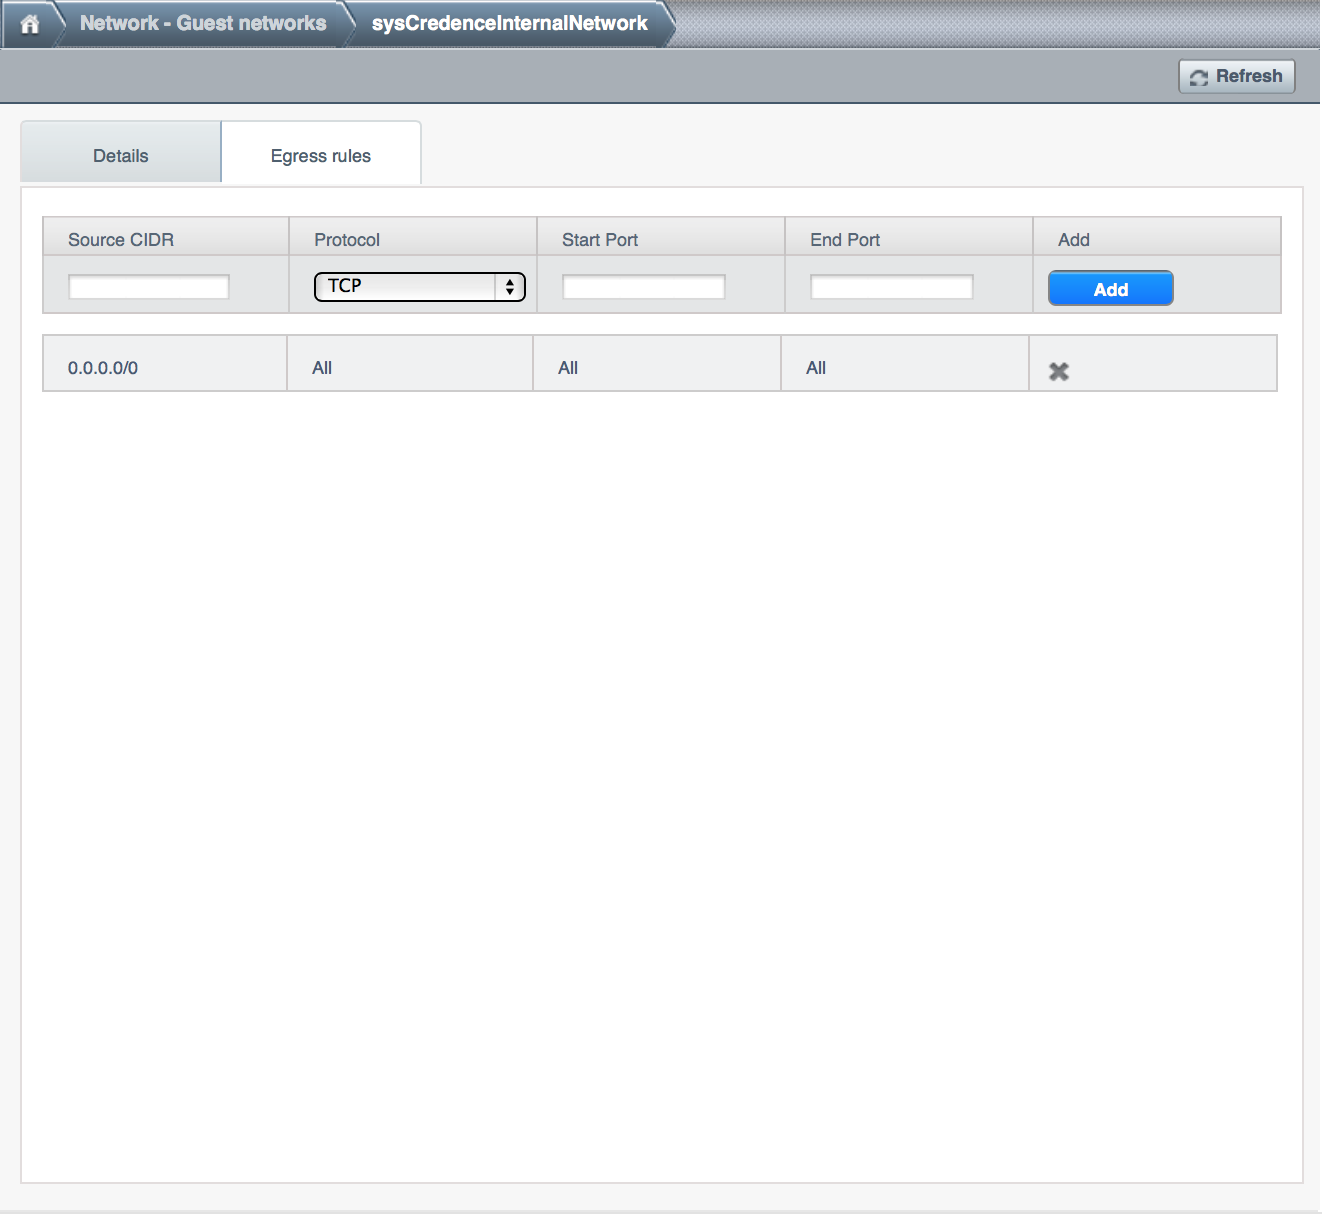 Network - Guest networks sysCredenceInternalNetwork
Refresh
Details Egress rules
Source CIDR Protocol Start Port End Port Add
TCP Add
0.0.0.0/0 All All All